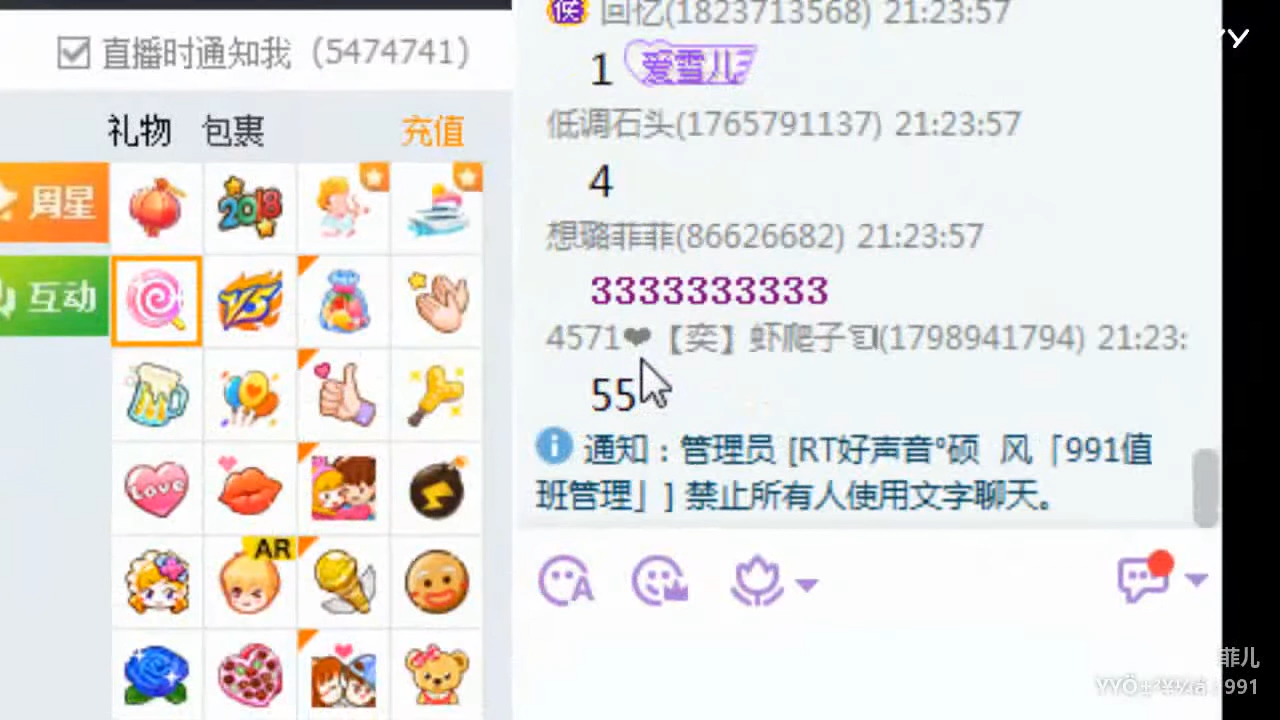 直播时通知我（5474741）
礼物 包裹 充值
周星
互动
2018
VS
Love
AR
回忆(1823713568) 21:23:57
1 爱雪儿
低调石头(1765791137) 21:23:57
4
想璐菲菲(86626682) 21:23:57
3333333333
4571❤【奕】虾爬子☜(1798941794) 21:23:
55
通知：管理员 [RT好声音°硕 风「991值
班管理」] 禁止所有人使用文字聊天。
Y
菲儿
991